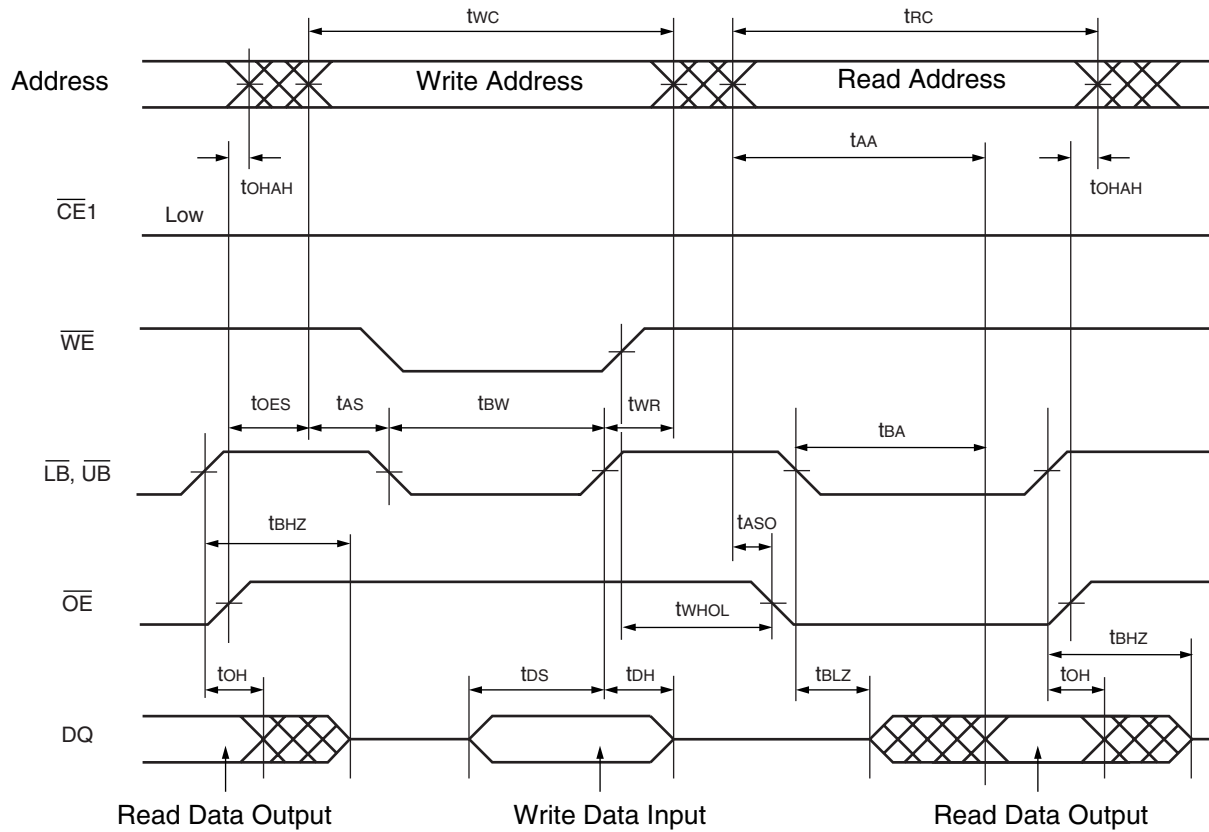 tWC
tRC
Address
Write Address
Read Address
tAA
tOHAH
tOHAH
CE1
Low
WE
tOES
tAS
tBW
tWR
tBA
LB, UB
tBHZ
tASO
OE
tWHOL
tBHZ
tOH
tDS
tDH
tBLZ
tOH
DQ
Read Data Output
Write Data Input
Read Data Output